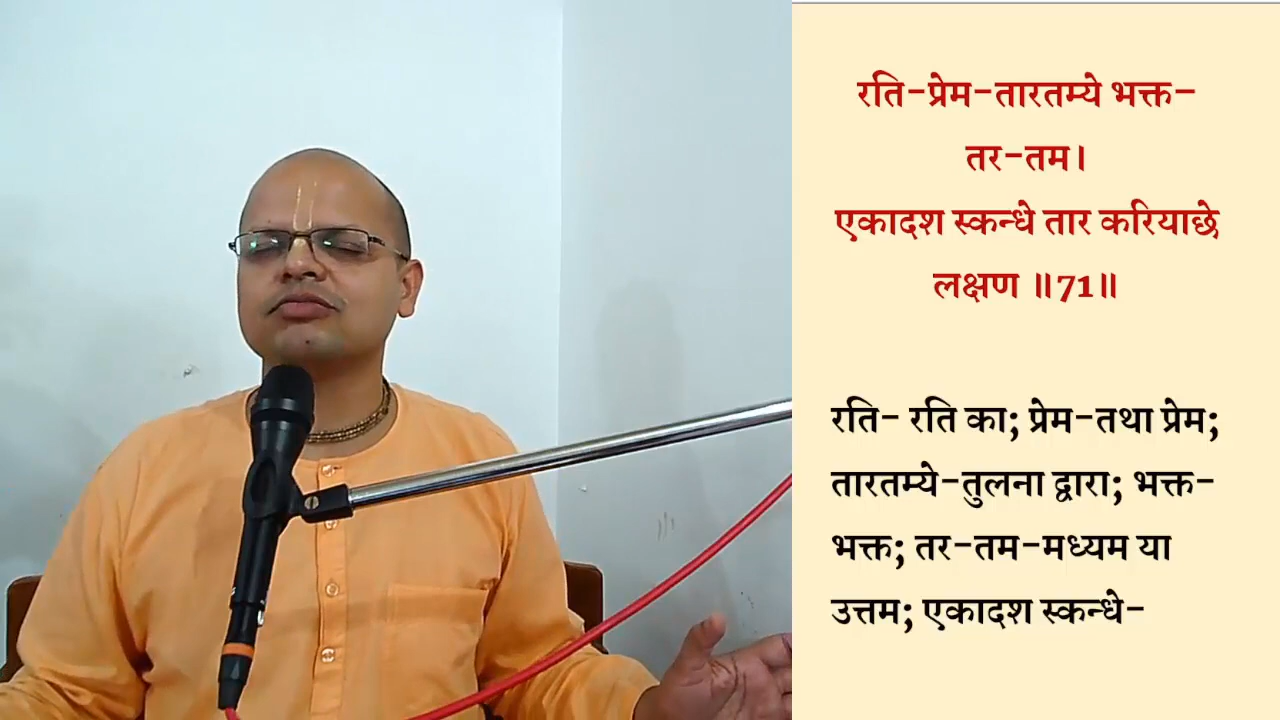 रति-प्रेम-तारतम्ये भक्त-
तर-तम।
एकादश स्कन्धे तार करियाछे
लक्षण ॥71॥
रति- रति का; प्रेम-तथा प्रेम;
तारतम्ये-तुलना द्वारा; भक्त-
भक्त; तर-तम-मध्यम या
उत्तम; एकादश स्कन्धे-